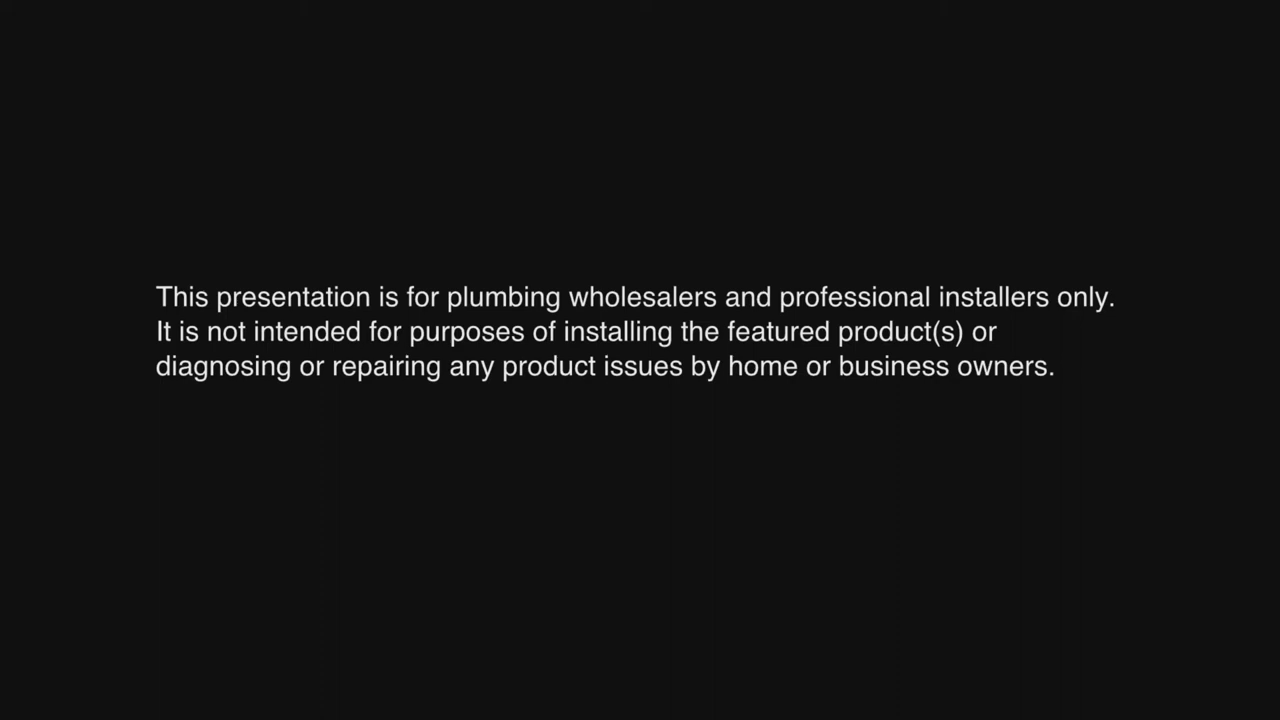 This presentation is for plumbing wholesalers and professional installers only.
It is not intended for purposes of installing the featured product(s) or
diagnosing or repairing any product issues by home or business owners.